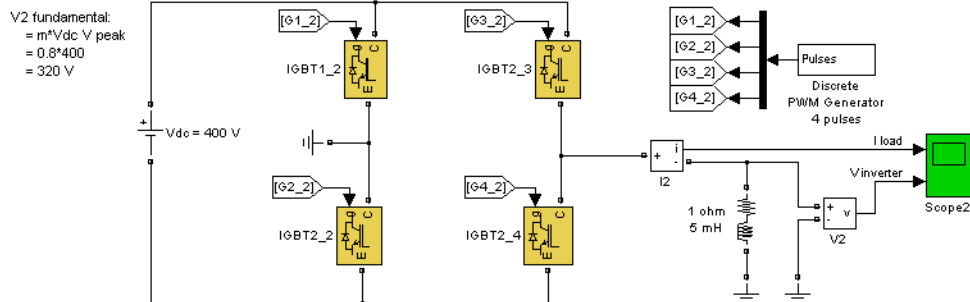 V2 fundamental:
= m*Vdc V peak
= 0.8*400
= 320 V
[G1_2]
g
C
E
IGBT1_2
[G3_2]
g
C
E
IGBT2_3
[G1_2]
[G2_2]
[G3_2]
[G4_2]
Pulses
Discrete
PWM Generator
4 pulses
+
Vdc = 400 V
[G2_2]
g
C
E
IGBT2_2
[G4_2]
g
C
E
IGBT2_4
+
i
-
I2
I load
Vinverter
Scope2
1 ohm
5 mH
+
-
v
V2